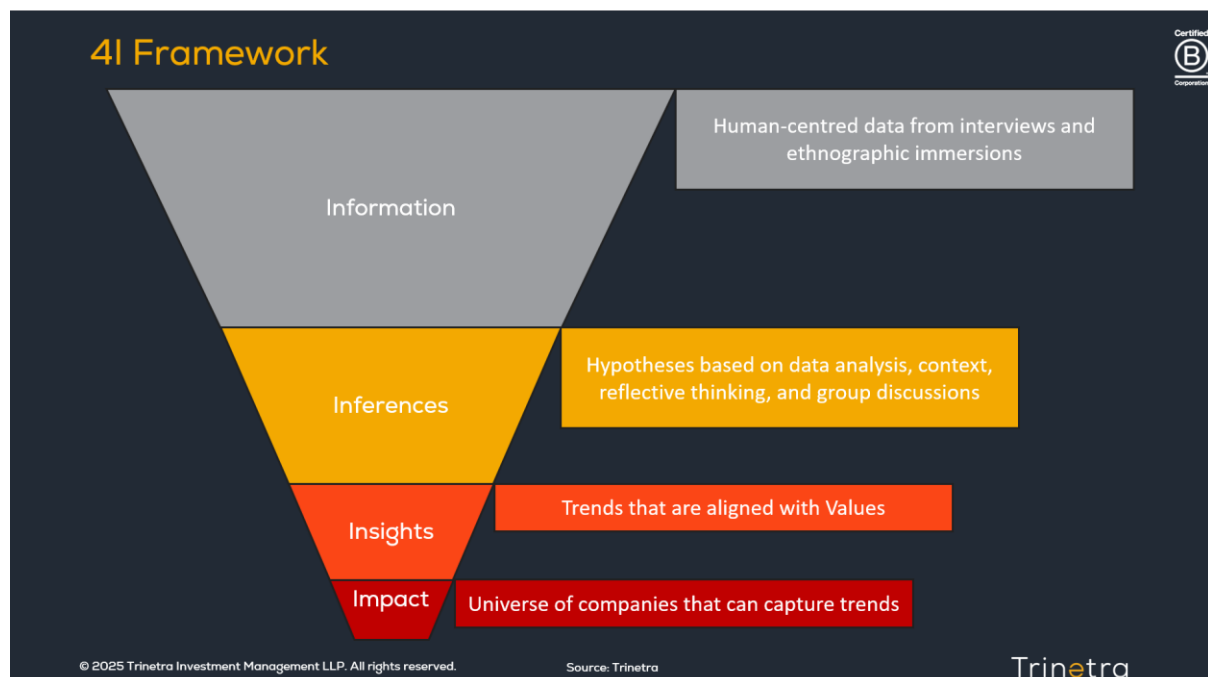 4I Framework
Certified
B
Corporation
Information
Human-centred data from interviews and
ethnographic immersions
Inferences
Hypotheses based on data analysis, context,
reflective thinking, and group discussions
Insights
Trends that are aligned with Values
Impact
Universe of companies that can capture trends
© 2025 Trinetra Investment Management LLP. All rights reserved.
Source: Trinetra
Trinetra